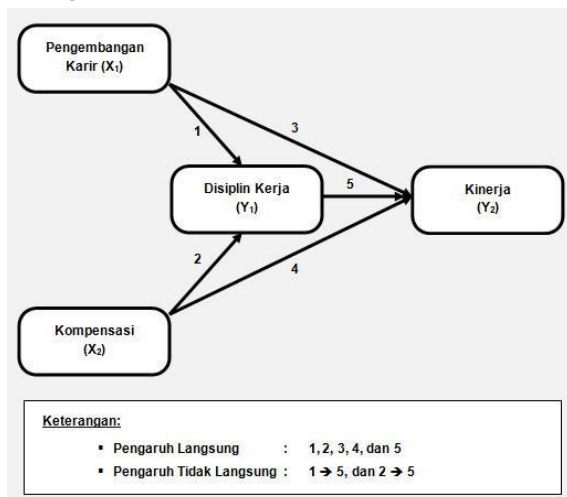 Pengembangan
Karir (X₁)
1
3
Disiplin Kerja
(Y₁)
5
Kinerja
(Y₂)
2
4
Kompensasi
(X₂)
Keterangan:
▪ Pengaruh Langsung : 1, 2, 3, 4, dan 5
▪ Pengaruh Tidak Langsung : 1 ➔ 5, dan 2 ➔ 5